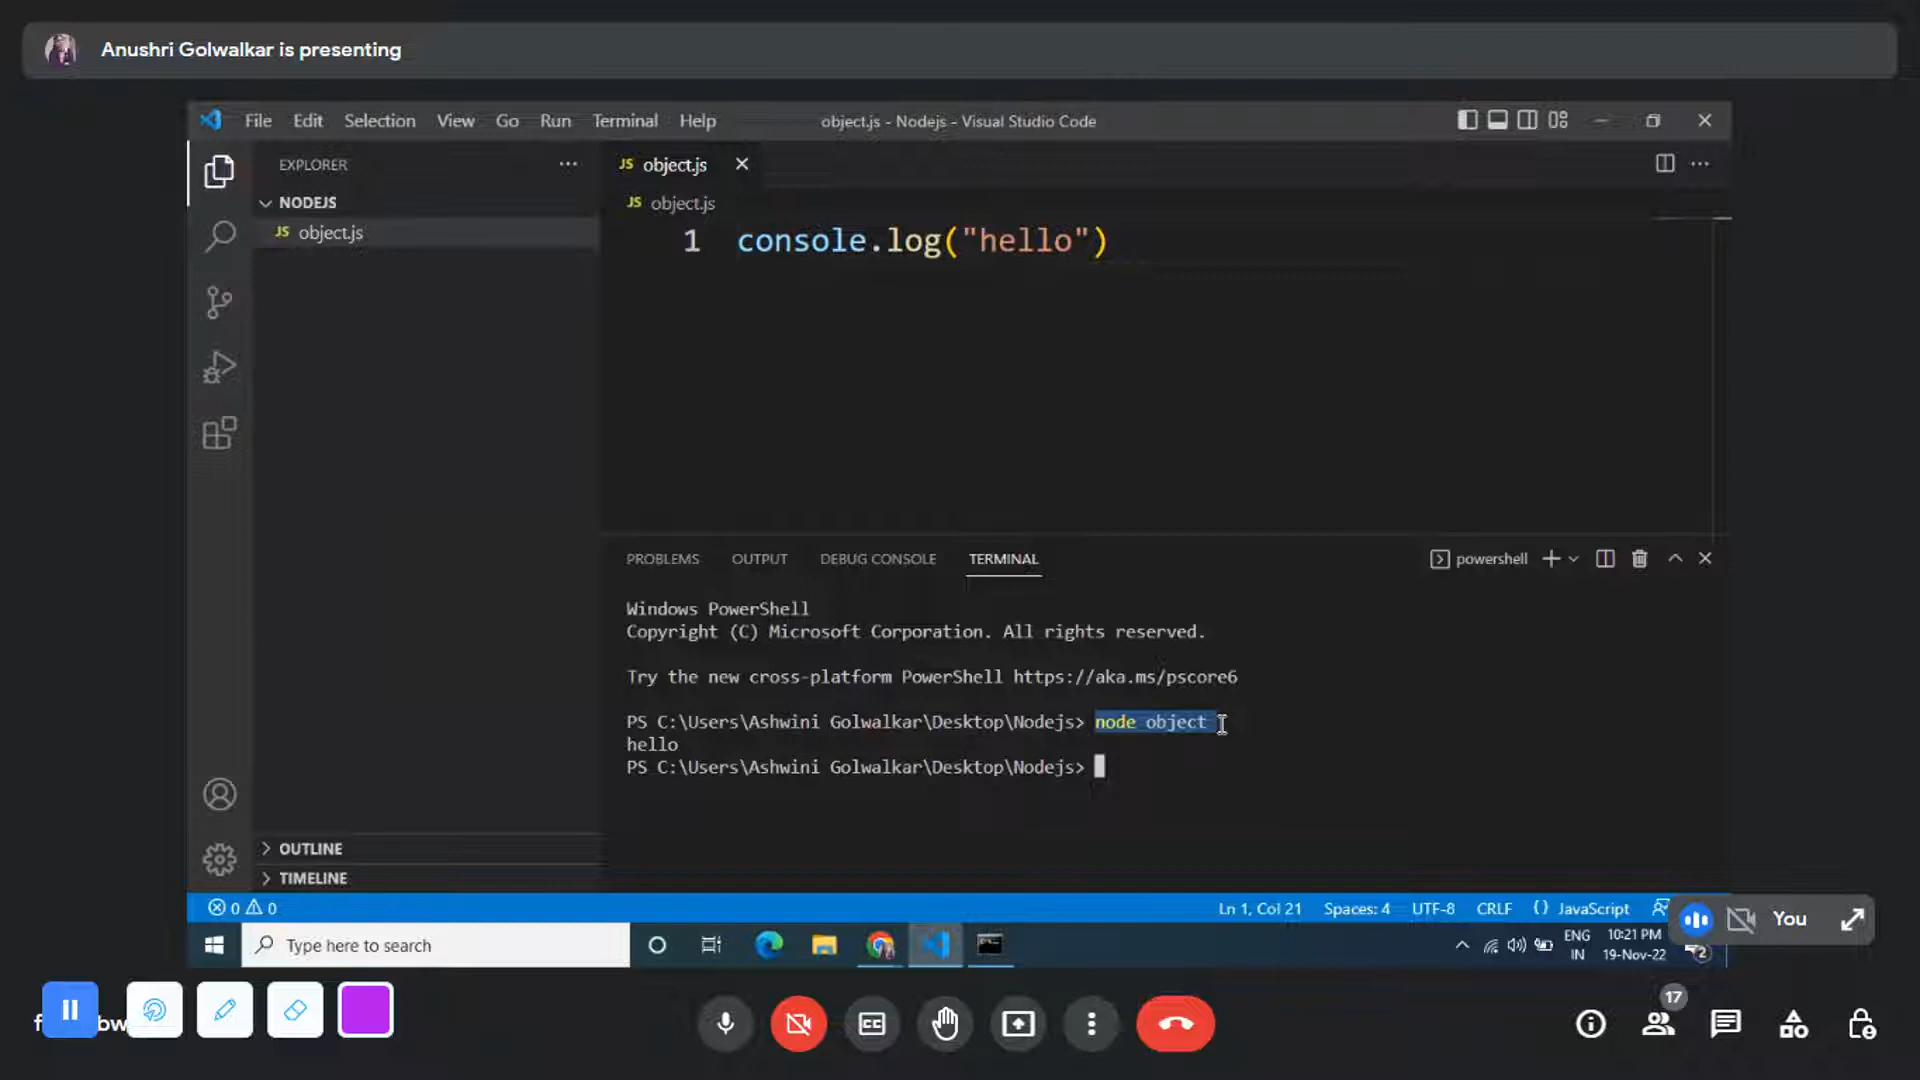 Anushri Golwalkar is presenting
File Edit Selection View Go Run Terminal Help object.js - Nodejs - Visual Studio Code
EXPLORER
JS object.js
NODEJS
JS object.js
JS object.js
1 console.log("hello")
PROBLEMS OUTPUT DEBUG CONSOLE TERMINAL powershell
Windows PowerShell
Copyright (C) Microsoft Corporation. All rights reserved.
Try the new cross-platform PowerShell https://aka.ms/pscore6
PS C:\Users\Ashwini Golwalkar\Desktop\Nodejs> node object
hello
PS C:\Users\Ashwini Golwalkar\Desktop\Nodejs>
OUTLINE
TIMELINE
0 0 Ln 1, Col 21 Spaces: 4 UTF-8 CRLF {} JavaScript
You
Type here to search
ENG
IN
10:21 PM
19-Nov-22
2
17
CC